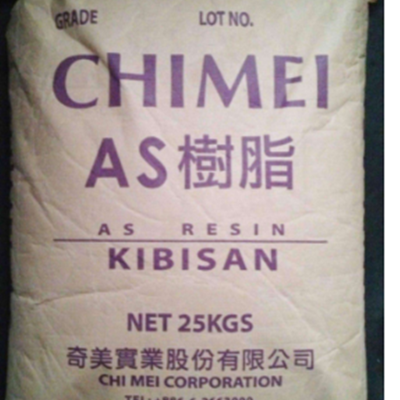 GRADE LOT NO.
CHIMEI
AS樹脂
AS RESIN
KIBISAN
NET 25KGS
奇美實業股份有限公司
CHI MEI CORPORATION